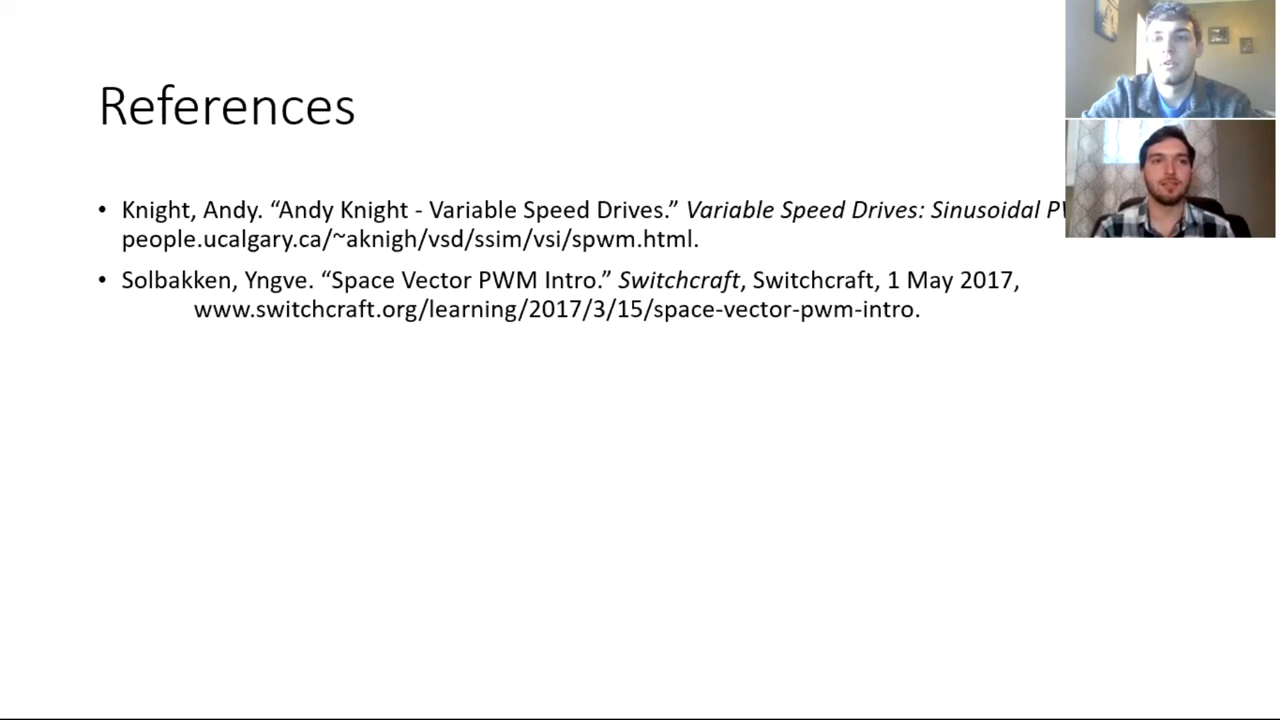 References
• Knight, Andy. “Andy Knight - Variable Speed Drives.” Variable Speed Drives: Sinusoidal
people.ucalgary.ca/~aknigh/vsd/ssim/vsi/spwm.html.
• Solbakken, Yngve. “Space Vector PWM Intro.” Switchcraft, Switchcraft, 1 May 2017,
www.switchcraft.org/learning/2017/3/15/space-vector-pwm-intro.